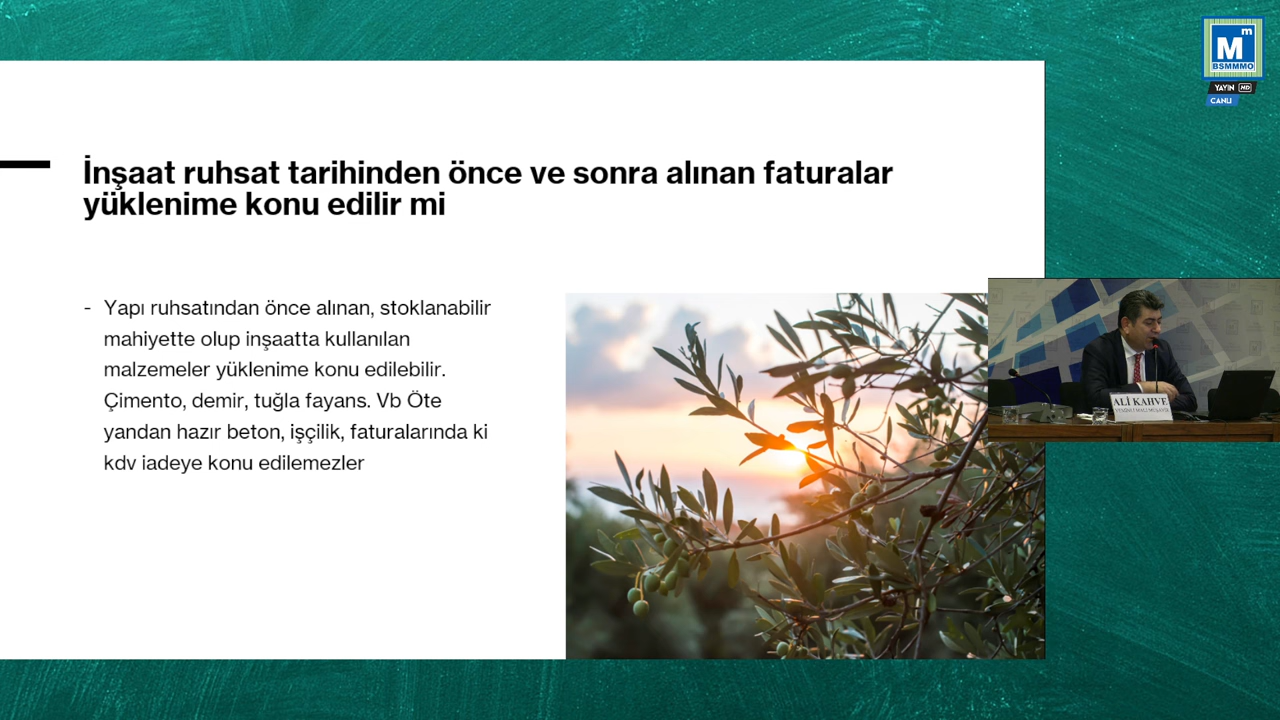 İnşaat ruhsat tarihinden önce ve sonra alınan faturalar
yüklenime konu edilir mi
- Yapı ruhsatından önce alınan, stoklanabilir
mahiyette olup inşaatta kullanılan
malzemeler yüklenime konu edilebilir.
Çimento, demir, tuğla fayans. Vb Öte
yandan hazır beton, işçilik, faturalarında ki
kdv iadeye konu edilemezler
Mm
BSMMMO
YAYIN HD
CANLI
ALİ KAHVE